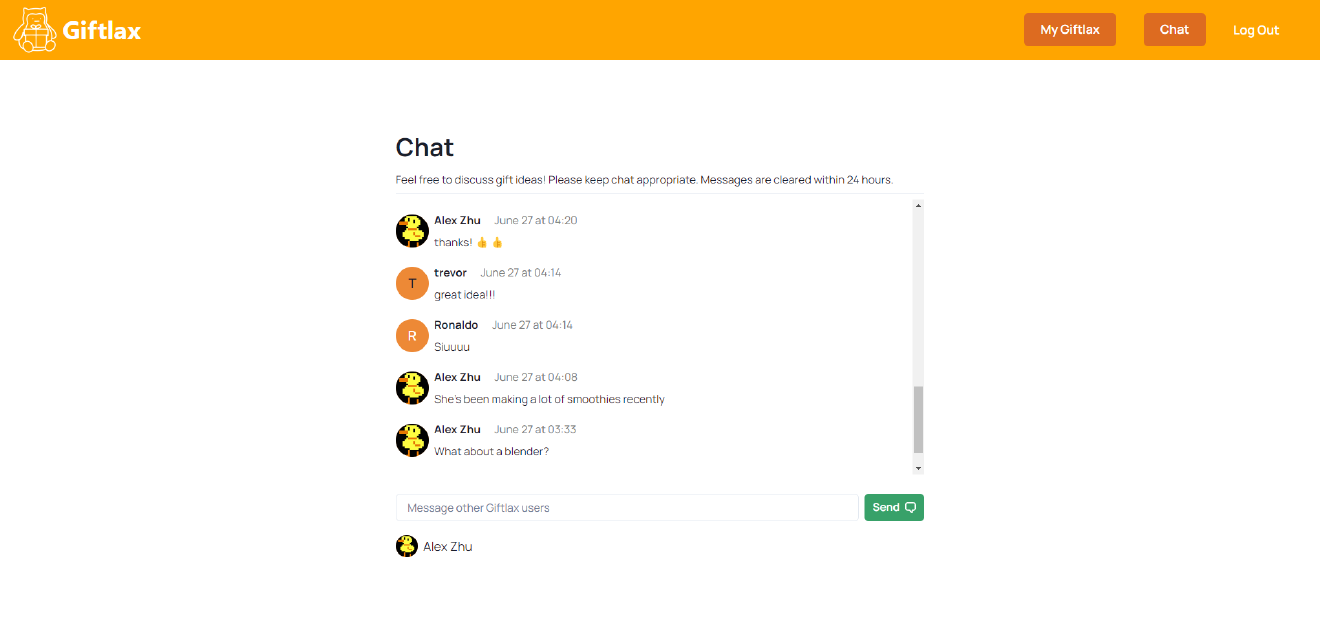 Giftlax
My Giftlax
Chat
Log Out
Chat
Feel free to discuss gift ideas! Please keep chat appropriate. Messages are cleared within 24 hours.
Alex Zhu June 27 at 04:20
thanks! 👍 👍
T
trevor June 27 at 04:14
great idea!!!
R
Ronaldo June 27 at 04:14
Siuuuu
Alex Zhu June 27 at 04:08
She's been making a lot of smoothies recently
Alex Zhu June 27 at 03:33
What about a blender?
Message other Giftlax users
Send
Alex Zhu